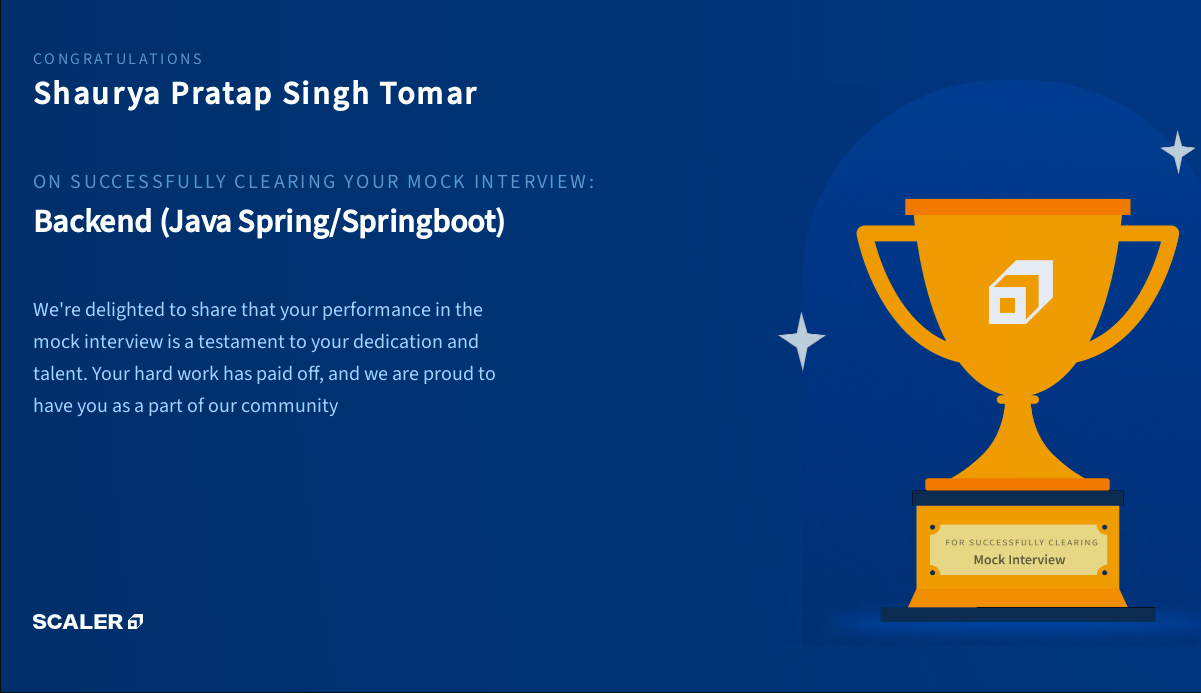 CONGRATULATIONS
Shaurya Pratap Singh Tomar
ON SUCCESSFULLY CLEARING YOUR MOCK INTERVIEW:
Backend (Java Spring/Springboot)
We're delighted to share that your performance in the
mock interview is a testament to your dedication and
talent. Your hard work has paid off, and we are proud to
have you as a part of our community
FOR SUCCESSFULLY CLEARING
Mock Interview
SCALER